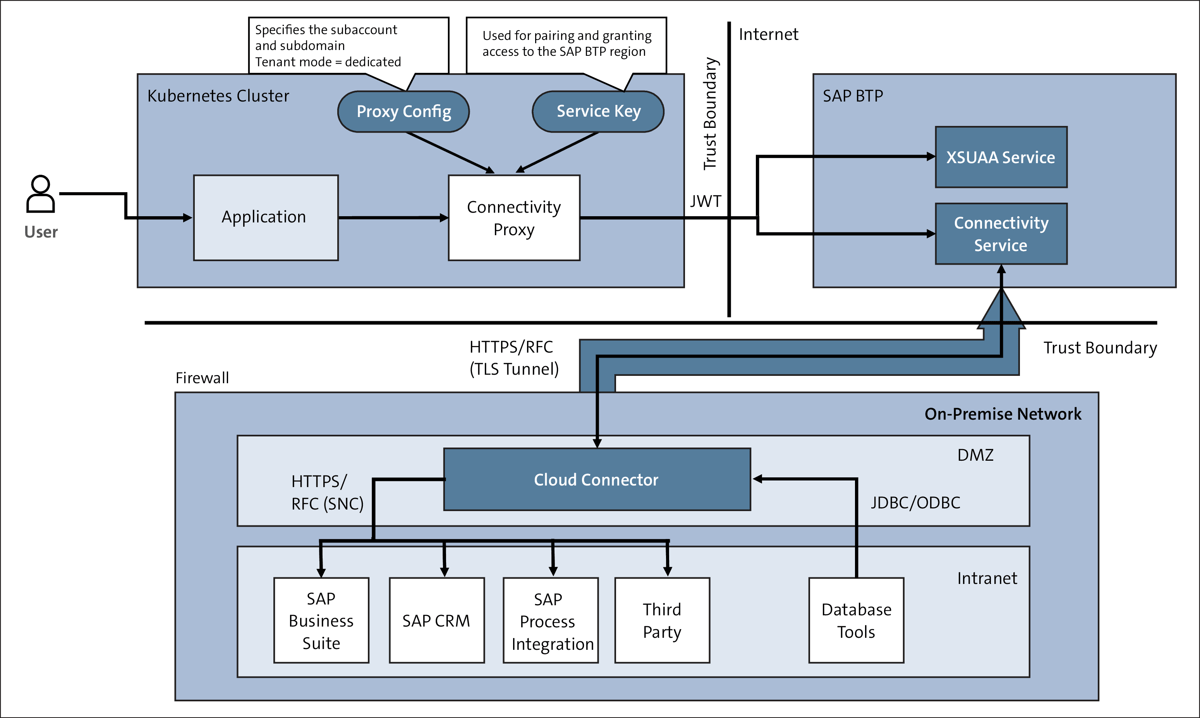 Specifies the subaccount
and subdomain
Tenant mode = dedicated
Used for pairing and granting
access to the SAP BTP region
Internet
Trust Boundary
Kubernetes Cluster
Proxy Config
Service Key
SAP BTP
XSUAA Service
User
Application
Connectivity
Proxy
JWT
Connectivity
Service
HTTPS/RFC
(TLS Tunnel)
Trust Boundary
Firewall
On-Premise Network
DMZ
HTTPS/
RFC (SNC)
Cloud Connector
JDBC/ODBC
Intranet
SAP
Business
Suite
SAP CRM
SAP
Process
Integration
Third
Party
Database
Tools